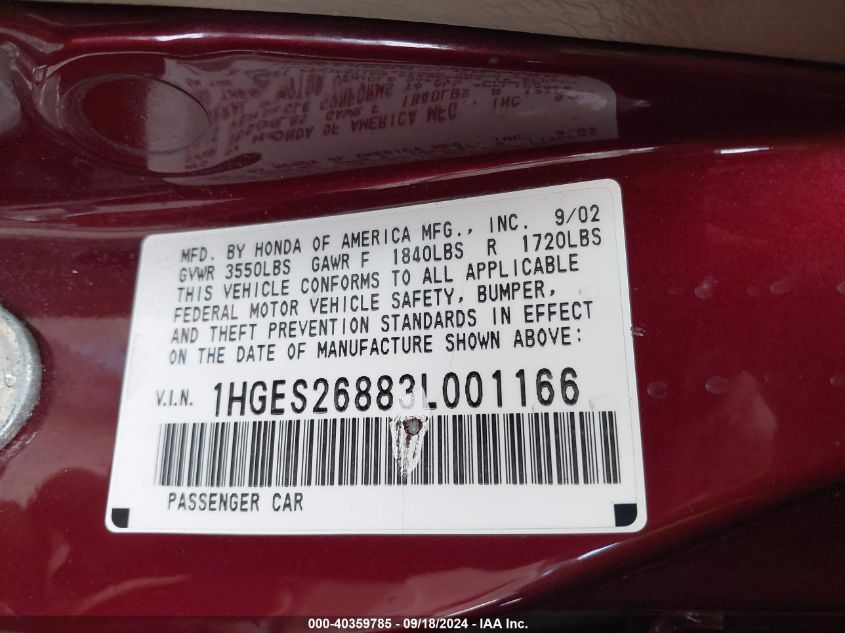 MFD. BY HONDA OF AMERICA MFG., INC. 9/02
GVWR 3550LBS GAWR F 1840LBS R 1720LBS
THIS VEHICLE CONFORMS TO ALL APPLICABLE
FEDERAL MOTOR VEHICLE SAFETY, BUMPER,
AND THEFT PREVENTION STANDARDS IN EFFECT
ON THE DATE OF MANUFACTURE SHOWN ABOVE:
V.I.N. 1HGES26883L001166
PASSENGER CAR
000-40359785 - 09/18/2024 - IAA Inc.